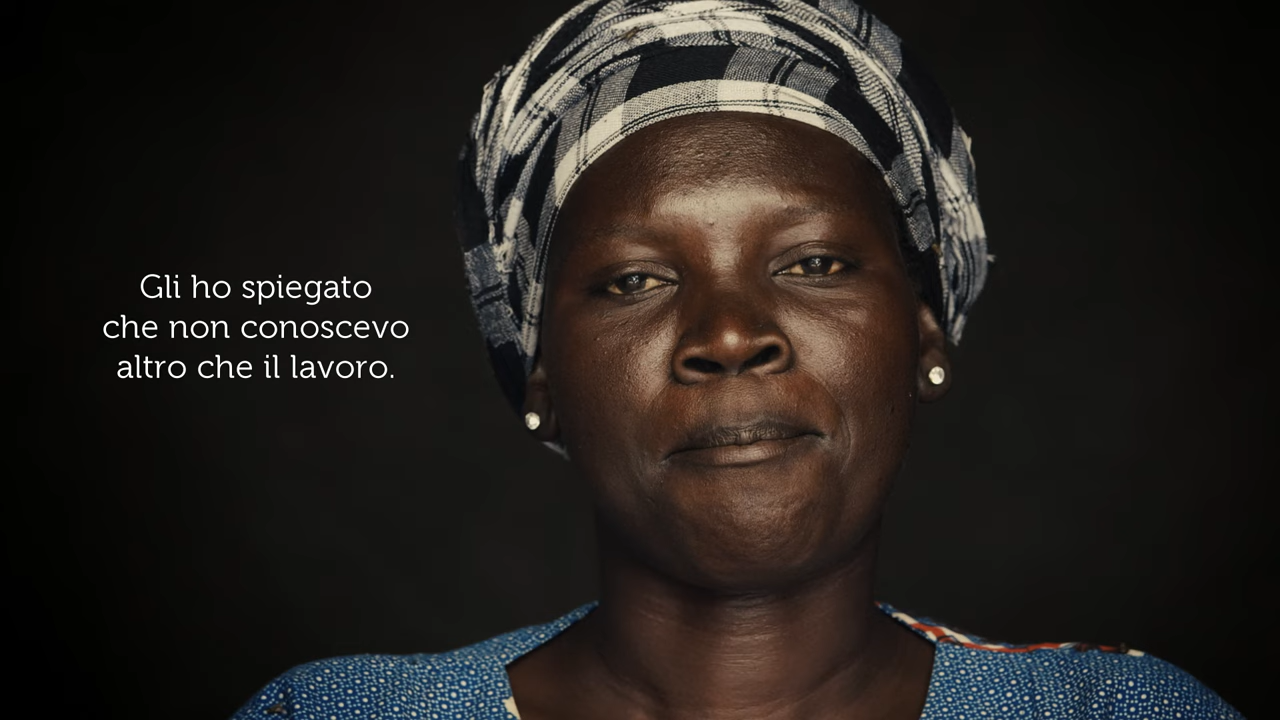 Gli ho spiegato
che non conoscevo
altro che il lavoro.